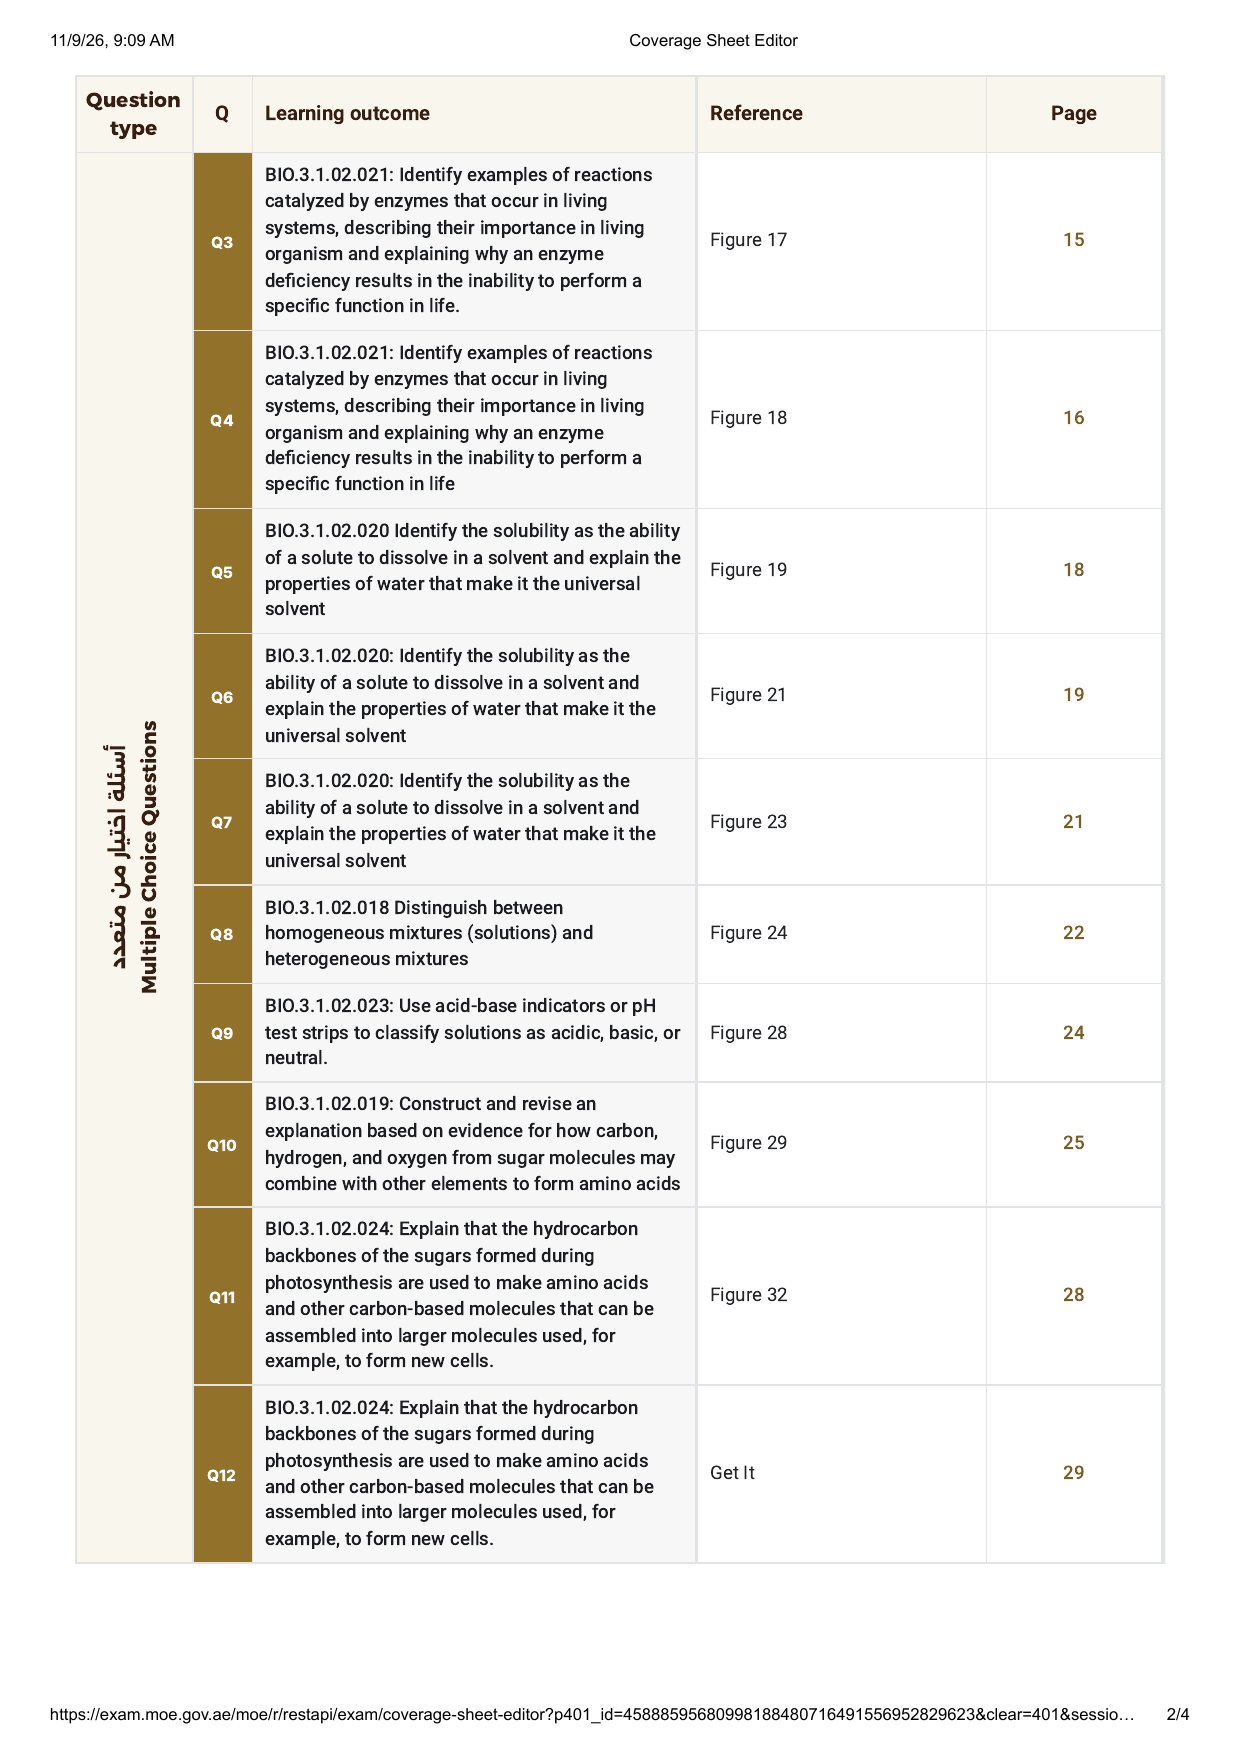 11/9/26, 9:09 AM
Coverage Sheet Editor
Question
type
Q
Learning outcome
Reference
Page
أسئلة اختيار من متعدد
Multiple Choice Questions
Q3
BIO.3.1.02.021: Identify examples of reactions
catalyzed by enzymes that occur in living
systems, describing their importance in living
organism and explaining why an enzyme
deficiency results in the inability to perform a
specific function in life.
Figure 17
15
Q4
BIO.3.1.02.021: Identify examples of reactions
catalyzed by enzymes that occur in living
systems, describing their importance in living
organism and explaining why an enzyme
deficiency results in the inability to perform a
specific function in life
Figure 18
16
Q5
BIO.3.1.02.020 Identify the solubility as the ability
of a solute to dissolve in a solvent and explain the
properties of water that make it the universal
solvent
Figure 19
18
Q6
BIO.3.1.02.020: Identify the solubility as the
ability of a solute to dissolve in a solvent and
explain the properties of water that make it the
universal solvent
Figure 21
19
Q7
BIO.3.1.02.020: Identify the solubility as the
ability of a solute to dissolve in a solvent and
explain the properties of water that make it the
universal solvent
Figure 23
21
Q8
BIO.3.1.02.018 Distinguish between
homogeneous mixtures (solutions) and
heterogeneous mixtures
Figure 24
22
Q9
BIO.3.1.02.023: Use acid-base indicators or pH
test strips to classify solutions as acidic, basic, or
neutral.
Figure 28
24
Q10
BIO.3.1.02.019: Construct and revise an
explanation based on evidence for how carbon,
hydrogen, and oxygen from sugar molecules may
combine with other elements to form amino acids
Figure 29
25
Q11
BIO.3.1.02.024: Explain that the hydrocarbon
backbones of the sugars formed during
photosynthesis are used to make amino acids
and other carbon-based molecules that can be
assembled into larger molecules used, for
example, to form new cells.
Figure 32
28
Q12
BIO.3.1.02.024: Explain that the hydrocarbon
backbones of the sugars formed during
photosynthesis are used to make amino acids
and other carbon-based molecules that can be
assembled into larger molecules used, for
example, to form new cells.
Get It
29
https://exam.moe.gov.ae/moe/r/restapi/exam/coverage-sheet-editor?p401_id=45888595680998188480716491556952829623&clear=401&sessio…
2/4